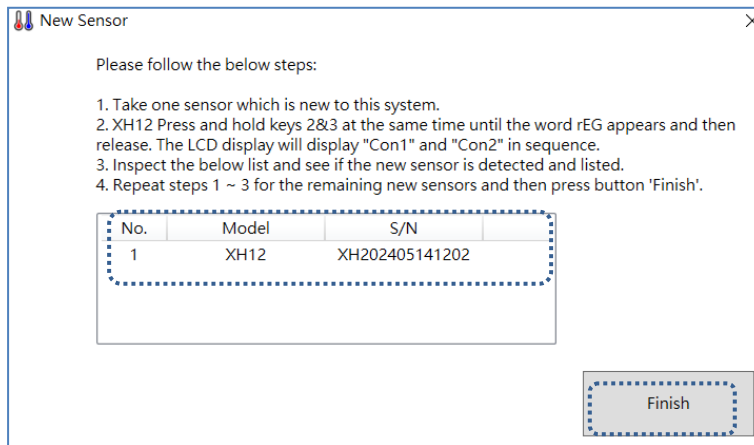 New Sensor
Please follow the below steps:
1. Take one sensor which is new to this system.
2. XH12 Press and hold keys 2&3 at the same time until the word rEG appears and then
release. The LCD display will display "Con1" and "Con2" in sequence.
3. Inspect the below list and see if the new sensor is detected and listed.
4. Repeat steps 1 ~ 3 for the remaining new sensors and then press button 'Finish'.
No. Model S/N
1 XH12 XH202405141202
Finish